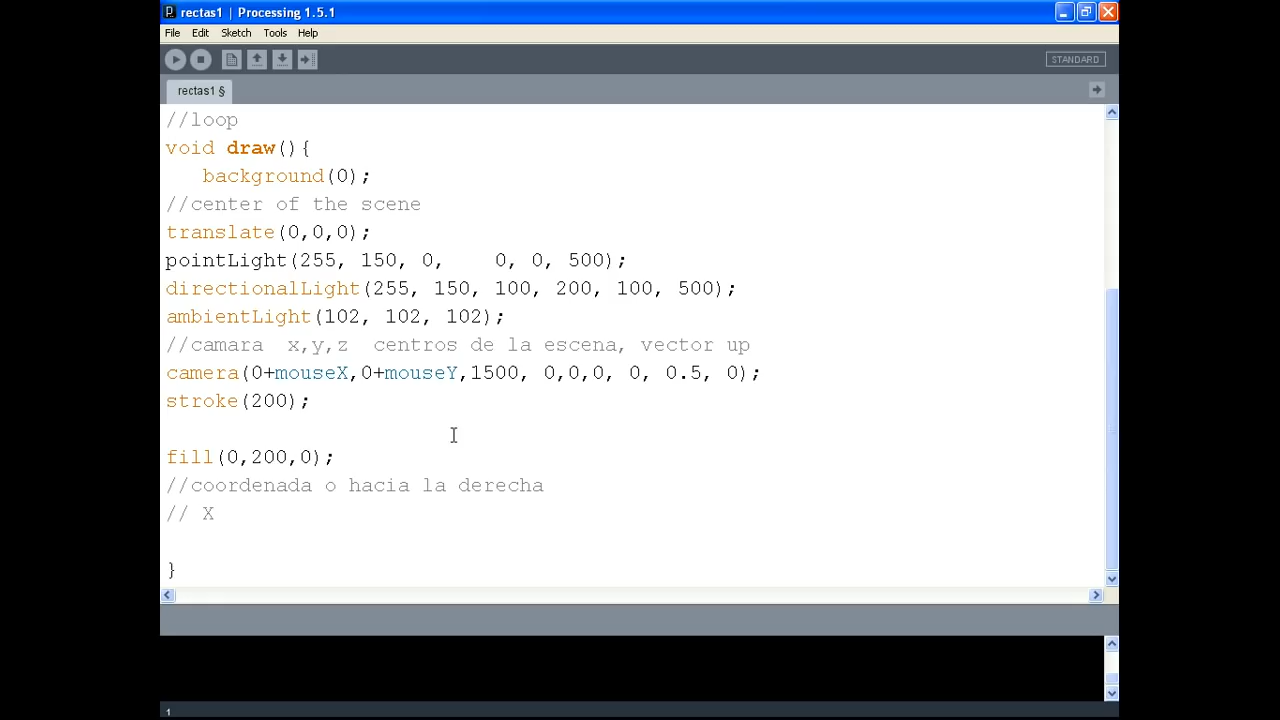 rectas1 | Processing 1.5.1
File Edit Sketch Tools Help
STANDARD
rectas1 §
//loop
void draw(){
   background(0);
//center of the scene
translate(0,0,0);
pointLight(255, 150, 0,    0, 0, 500);
directionalLight(255, 150, 100, 200, 100, 500);
ambientLight(102, 102, 102);
//camara  x,y,z  centros de la escena, vector up
camera(0+mouseX,0+mouseY,1500, 0,0,0, 0, 0.5, 0);
stroke(200);
fill(0,200,0);
//coordenada o hacia la derecha
// X
}
1